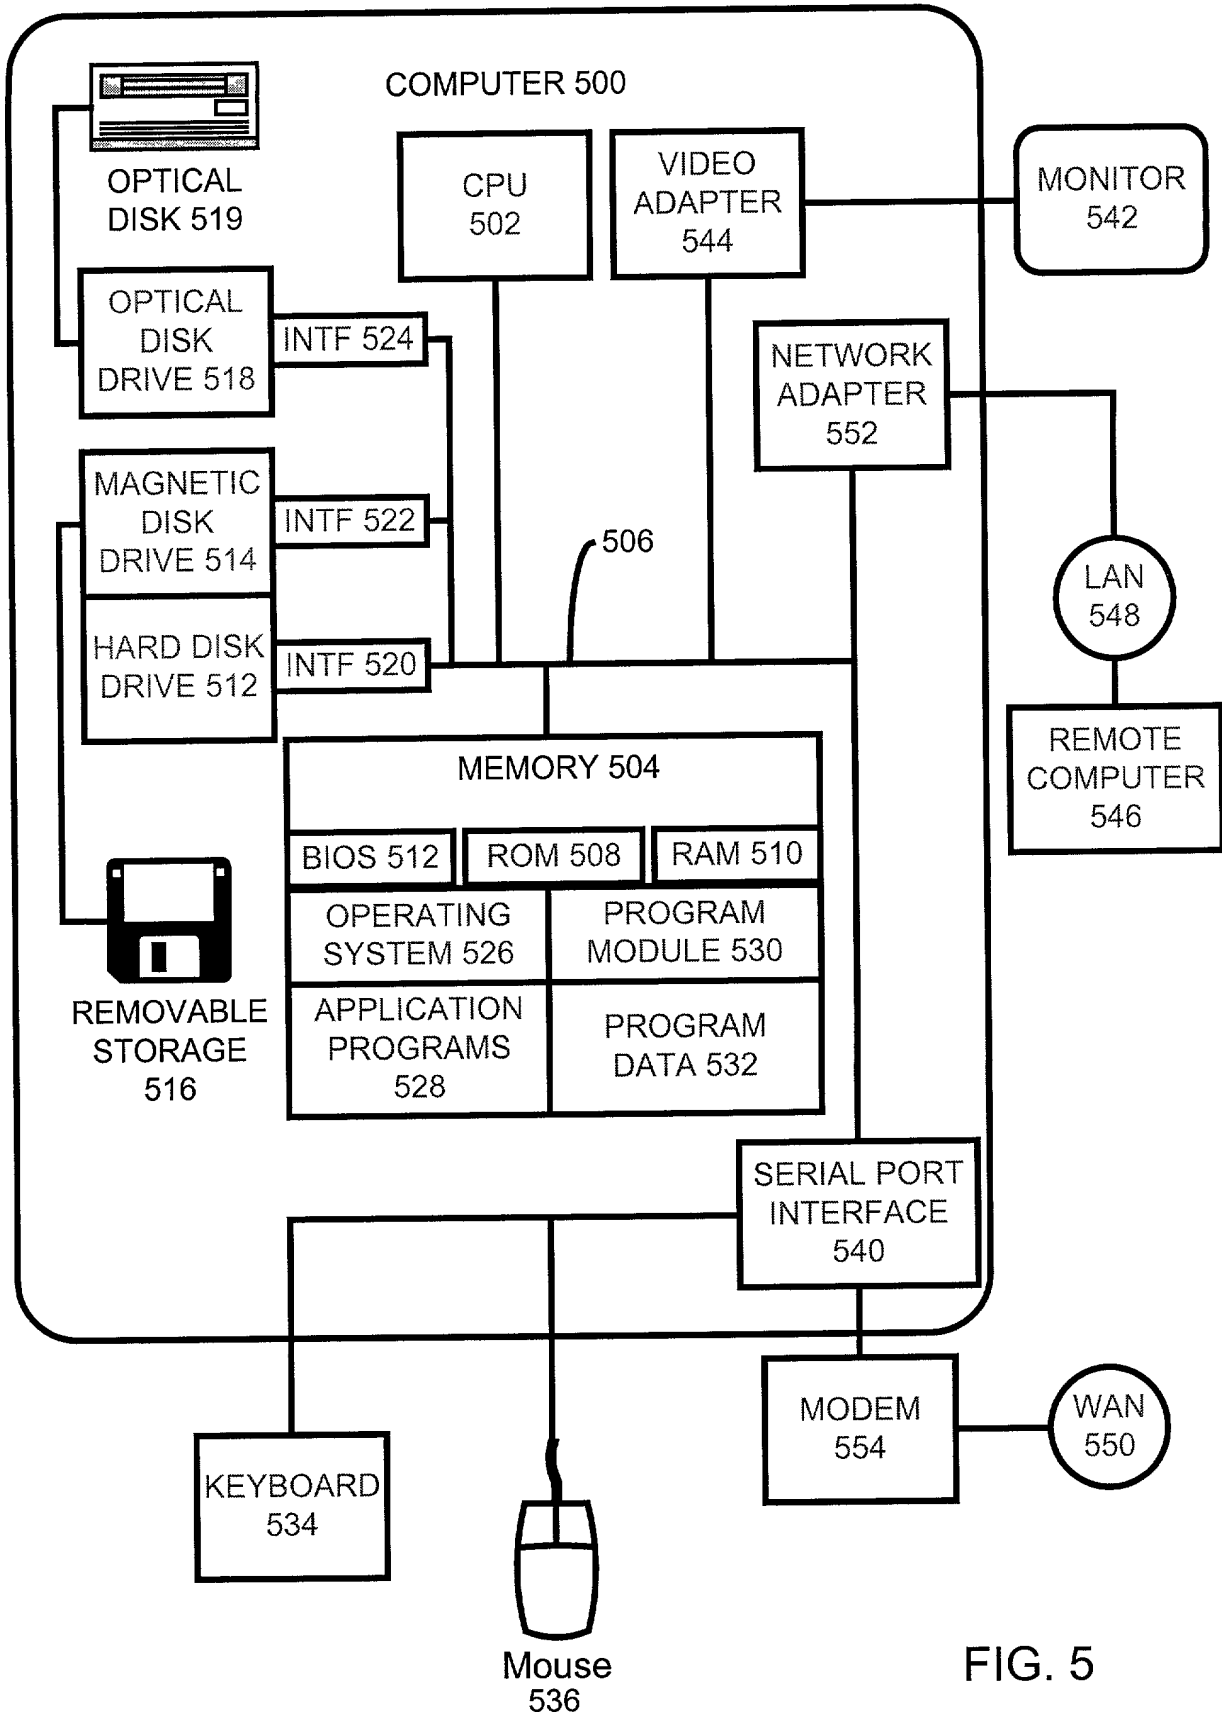 COMPUTER 500
OPTICAL
DISK 519
CPU
502
VIDEO
ADAPTER
544
MONITOR
542
OPTICAL
DISK
DRIVE 518
INTF 524
NETWORK
ADAPTER
552
MAGNETIC
DISK
DRIVE 514
INTF 522
506
LAN
548
HARD DISK
DRIVE 512
INTF 520
REMOTE
COMPUTER
546
MEMORY 504
BIOS 512
ROM 508
RAM 510
OPERATING
SYSTEM 526
PROGRAM
MODULE 530
REMOVABLE
STORAGE
516
APPLICATION
PROGRAMS
528
PROGRAM
DATA 532
SERIAL PORT
INTERFACE
540
MODEM
554
WAN
550
KEYBOARD
534
Mouse
536
FIG. 5